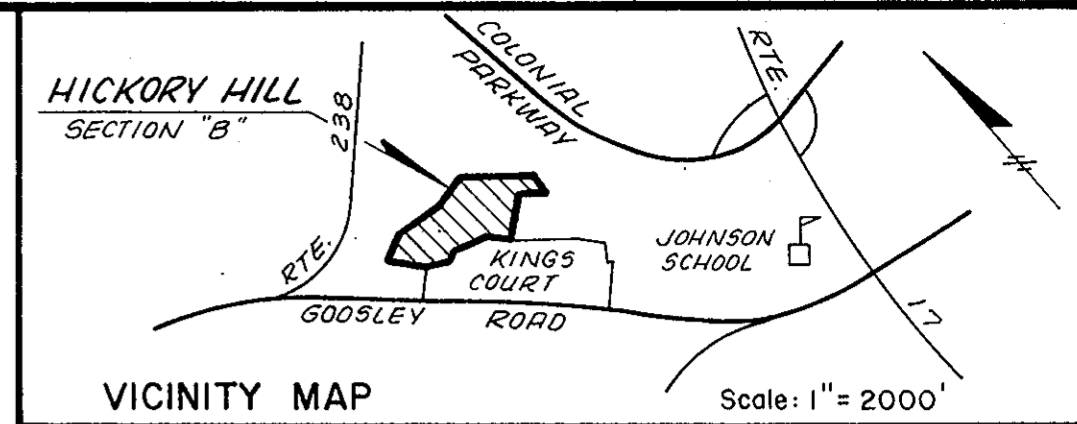 HICKORY HILL
SECTION "B"
RTE. 238
COLONIAL
PARKWAY
RTE. 17
JOHNSON
SCHOOL
KINGS
COURT
GOOSLEY ROAD
VICINITY MAP
Scale: 1" = 2000'